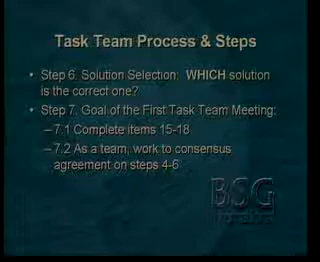 Task Team Process & Steps
• Step 6. Solution Selection: WHICH solution
is the correct one?
• Step 7. Goal of the First Task Team Meeting:
– 7.1 Complete items 15-18
– 7.2 As a team, work to consensus
agreement on steps 4-6
BSG